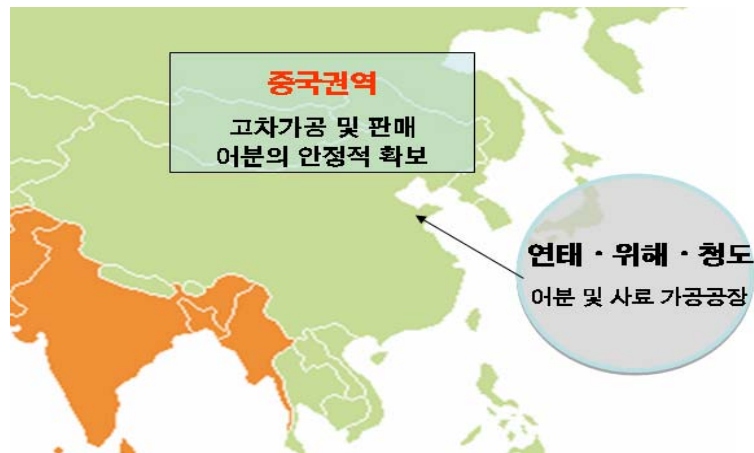 중국권역
고차가공 및 판매
어분의 안정적 확보
연태 · 위해 · 청도
어분 및 사료 가공공장